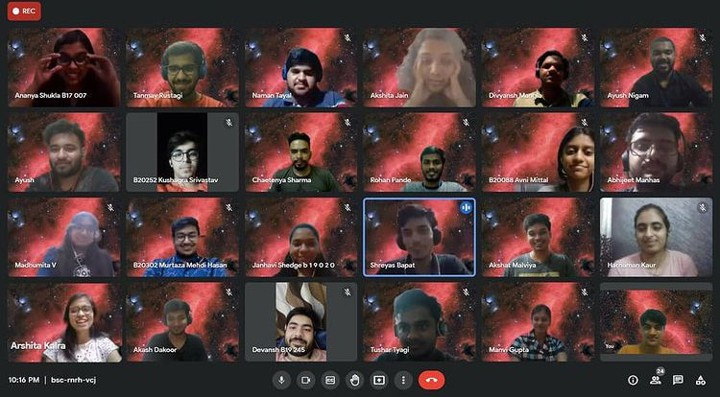 REC
Ananya Shukla B17 007
Tanmay Rustagi
Naman Tayal
Akshita Jain
Divyansh Mangla
Ayush Nigam
Ayush
B20252 Kushagra Srivastav
Chaetanya Sharma
Rohan Pande
B20088 Avni Mittal
Abhijeet Manhas
Madhumita V
B20302 Murtaza Mehdi Hasan
Janhavi Shedge b 1 9 0 2 0
Shreyas Bapat
Akshat Malviya
Harsimran Kaur
Arshita Kalra
Akash Dakoor
Devansh B19 245
Tushar Tyagi
Manvi Gupta
You
24
10:16 PM | bsc-rnrh-vcj